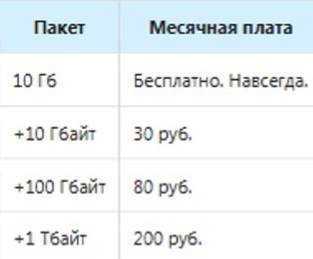 Пакет Месячная плата
10 Гб Бесплатно. Навсегда.
+10 Гбайт 30 руб.
+100 Гбайт 80 руб.
+1 Тбайт 200 руб.